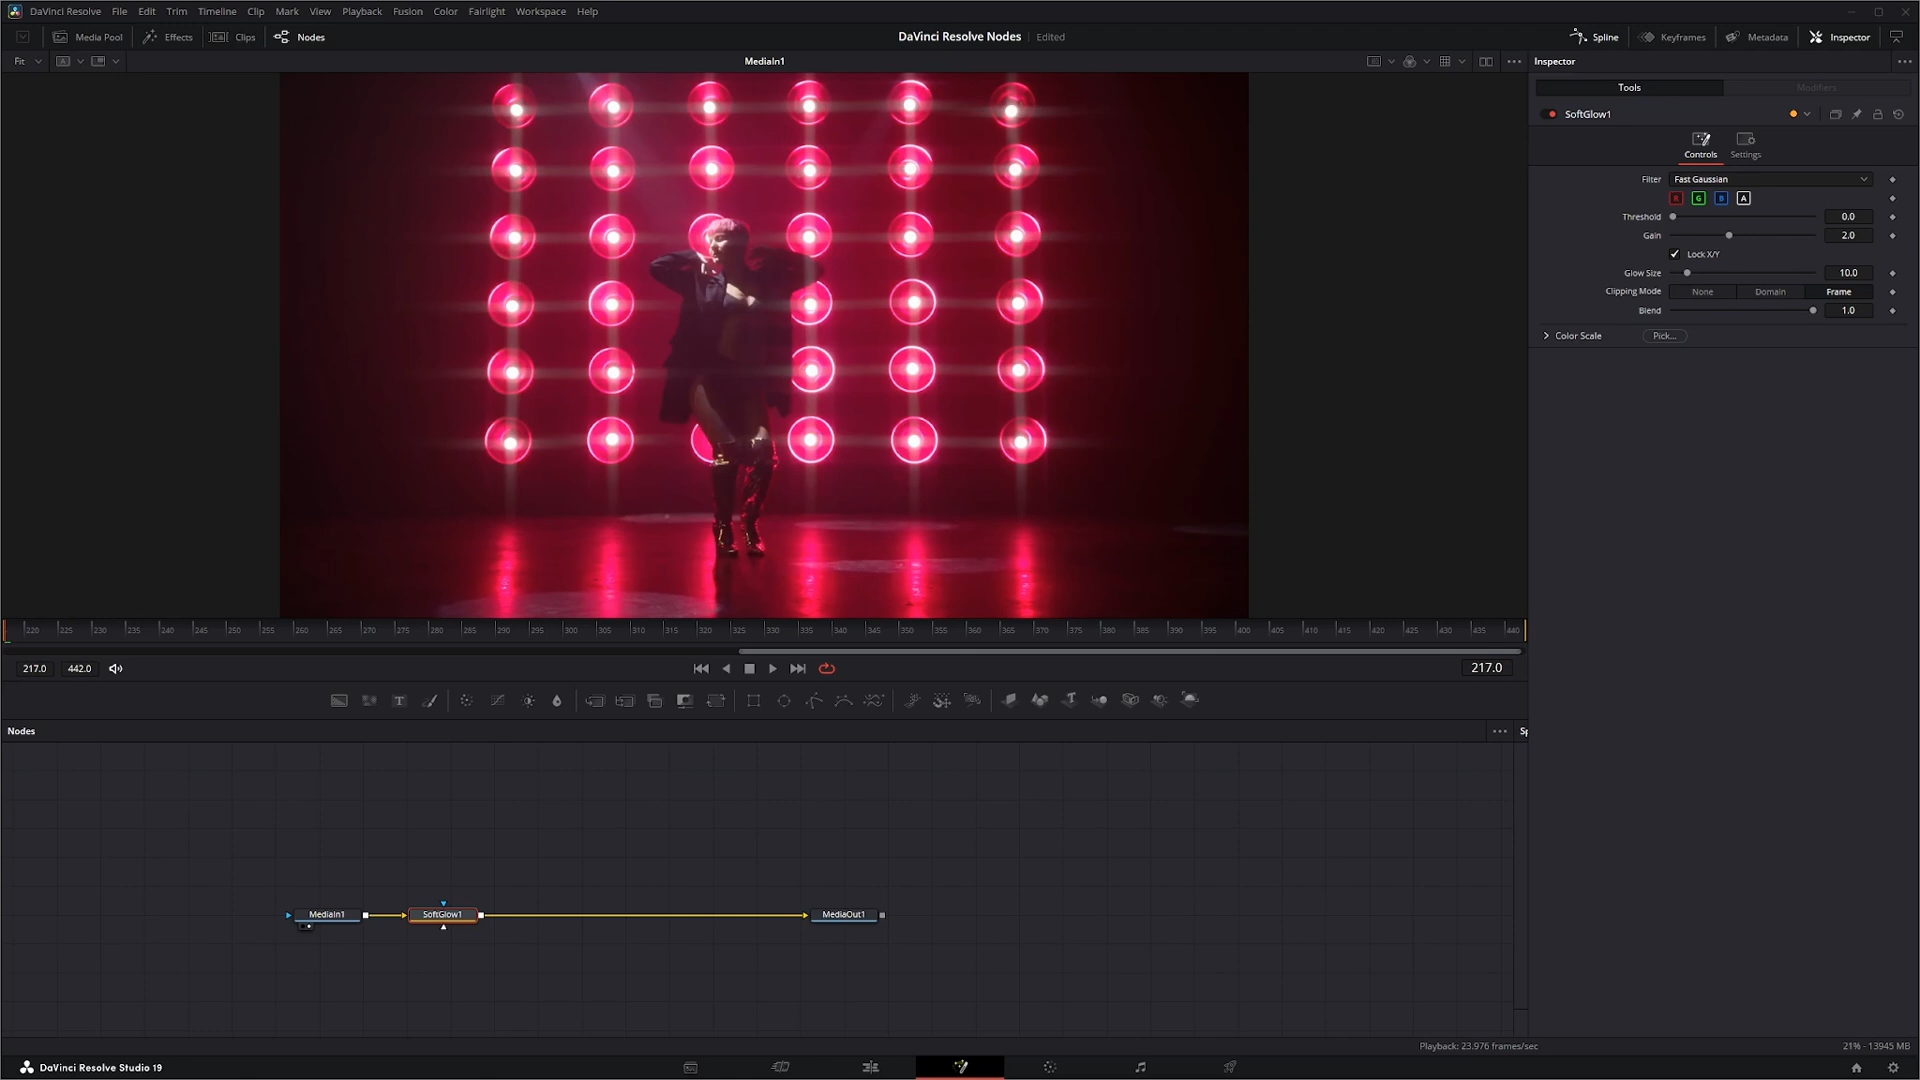 DaVinci Resolve File Edit Trim Timeline Clip Mark View Playback Fusion Color Fairlight Workspace Help
Media Pool Effects Clips Nodes DaVinci Resolve Nodes Edited Spline Keyframes Metadata Inspector
Fit A MediaIn1 Inspector
Tools Modifiers
SoftGlow1
Controls Settings
Filter Fast Gaussian
R G B A
Threshold 0.0
Gain 2.0
Lock X/Y
Glow Size 10.0
Clipping Mode None Domain Frame
Blend 1.0
Color Scale Pick...
220 225 230 235 240 245 250 255 260 265 270 275 280 285 290 295 300 305 310 315 320 325 330 335 340 345 350 355 360 365 370 375 380 385 390 395 400 405 410 415 420 425 430 435 440
217.0 442.0 217.0
T T
Nodes Sp
MediaIn1 SoftGlow1 MediaOut1
Playback: 23.976 frames/sec 21% - 13945 MB
DaVinci Resolve Studio 19